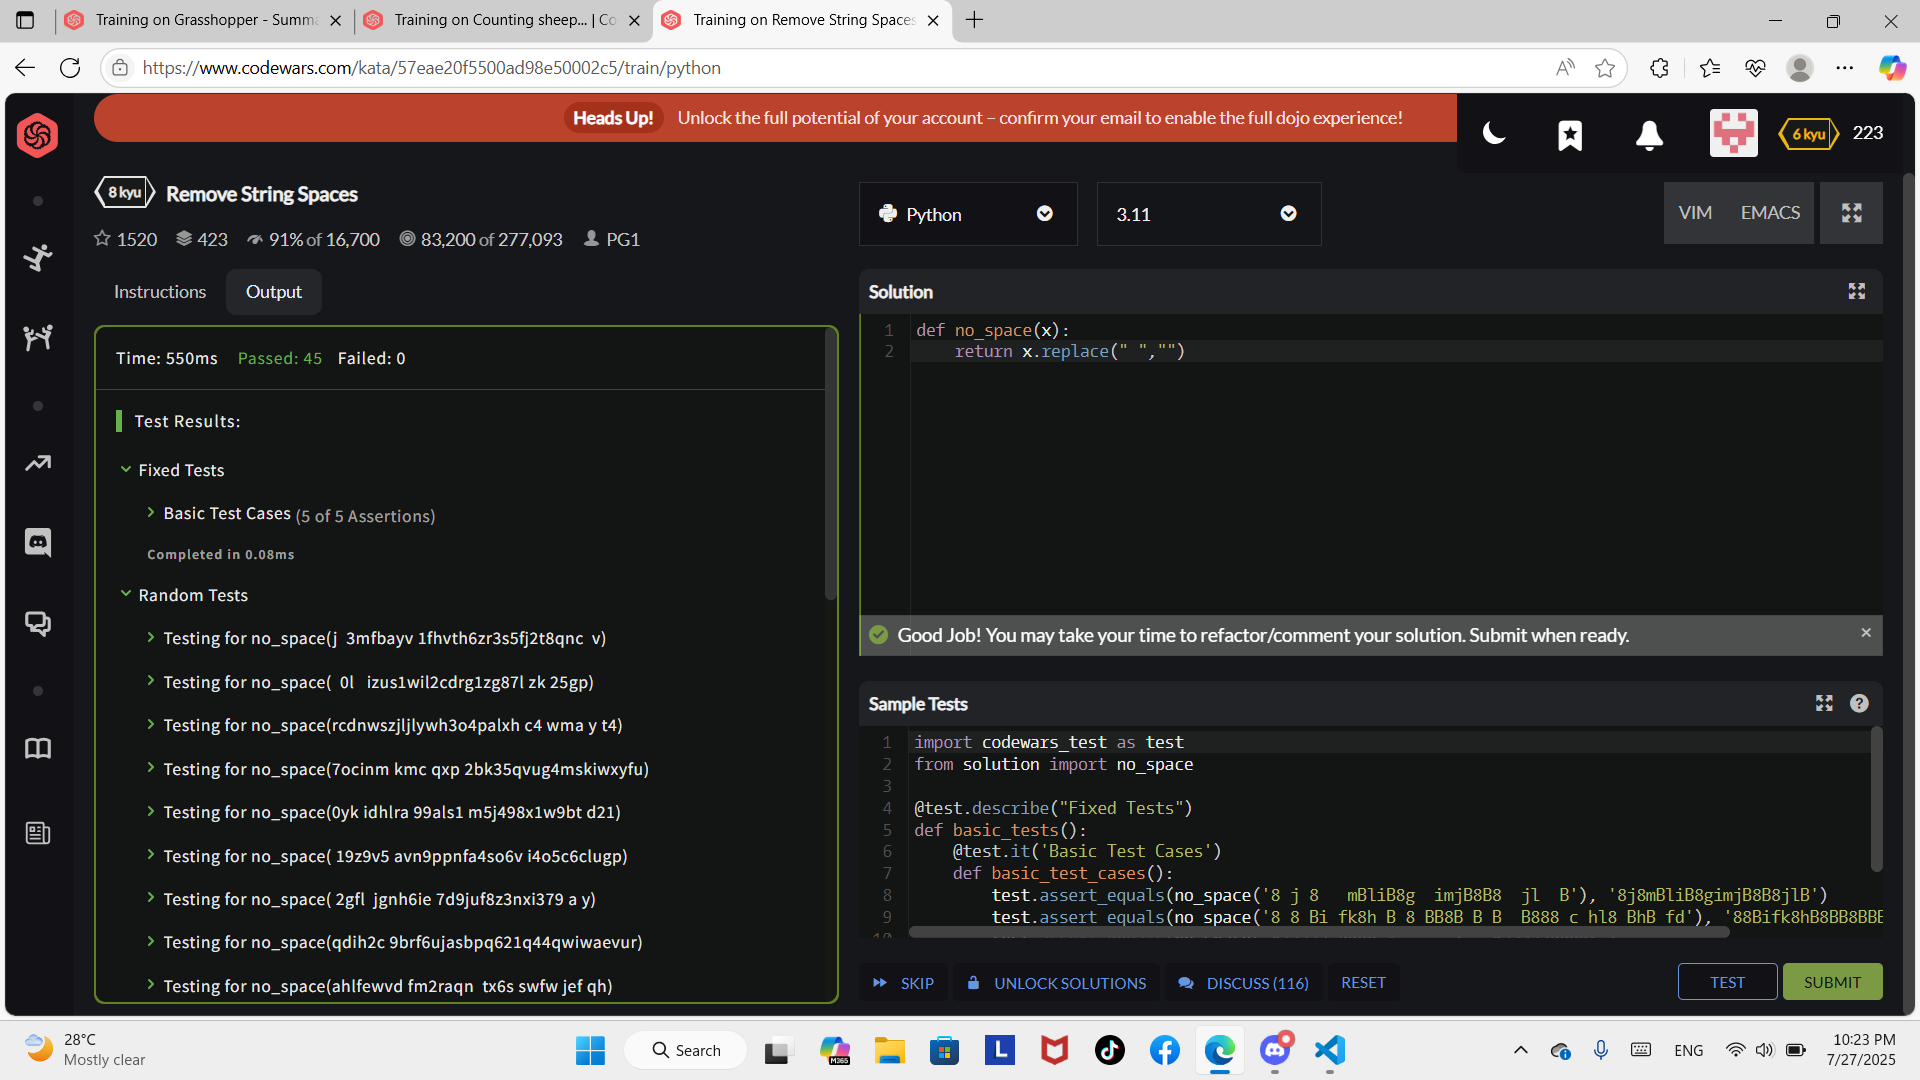 Training on Grasshopper - Summa
Training on Counting sheep... | Co
Training on Remove String Spaces
https://www.codewars.com/kata/57eae20f5500ad98e50002c5/train/python
Heads Up! Unlock the full potential of your account – confirm your email to enable the full dojo experience!
6 kyu 223
8 kyu Remove String Spaces
1520 423 91% of 16,700 83,200 of 277,093 PG1
Python 3.11 VIM EMACS
Instructions Output
Time: 550ms Passed: 45 Failed: 0
Test Results:
Fixed Tests
Basic Test Cases (5 of 5 Assertions)
Completed in 0.08ms
Random Tests
Testing for no_space(j  3mfbayv 1fhvth6zr3s5fj2t8qnc  v)
Testing for no_space(  0l   izus1wil2cdrg1zg87l zk 25gp)
Testing for no_space(rcdnwszjljlywh3o4palxh c4 wma y t4)
Testing for no_space(7ocinm kmc qxp 2bk35qvug4mskiwxyfu)
Testing for no_space(0yk idhlra 99als1 m5j498x1w9bt d21)
Testing for no_space( 19z9v5 avn9ppnfa4so6v i4o5c6clugp)
Testing for no_space( 2gfl  jgnh6ie 7d9juf8z3nxi379 a y)
Testing for no_space(qdih2c 9brf6ujasbpq621q44qwiwaevur)
Testing for no_space(ahlfewvd fm2raqn  tx6s swfw jef qh)
Solution
1 def no_space(x):
2     return x.replace(" ","")
Good Job! You may take your time to refactor/comment your solution. Submit when ready.
Sample Tests
1 import codewars_test as test
2 from solution import no_space
3
4 @test.describe("Fixed Tests")
5 def basic_tests():
6     @test.it('Basic Test Cases')
7     def basic_test_cases():
8         test.assert_equals(no_space('8 j 8   mBliB8g  imjB8B8  jl  B'), '8j8mBliB8gimjB8B8jlB')
9         test.assert_equals(no_space('8 8 Bi fk8h B 8 BB8B B B  B888 c hl8 BhB fd'), '88Bifk8hB8BB8BBB
SKIP UNLOCK SOLUTIONS DISCUSS (116) RESET TEST SUBMIT
28°C
Mostly clear
Search
M365
L
ENG
10:23 PM
7/27/2025